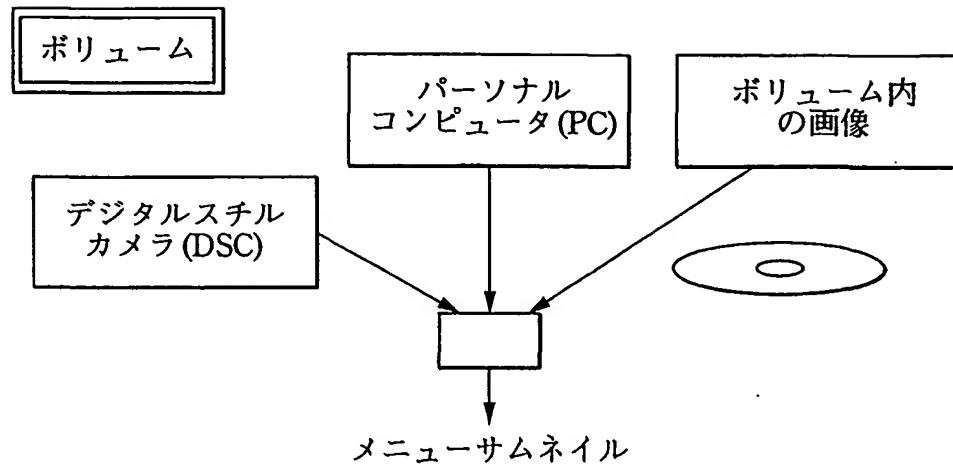 ボリューム
パーソナル
コンピュータ(PC)
ボリューム内
の画像
デジタルスチル
カメラ(DSC)
メニューサムネイル